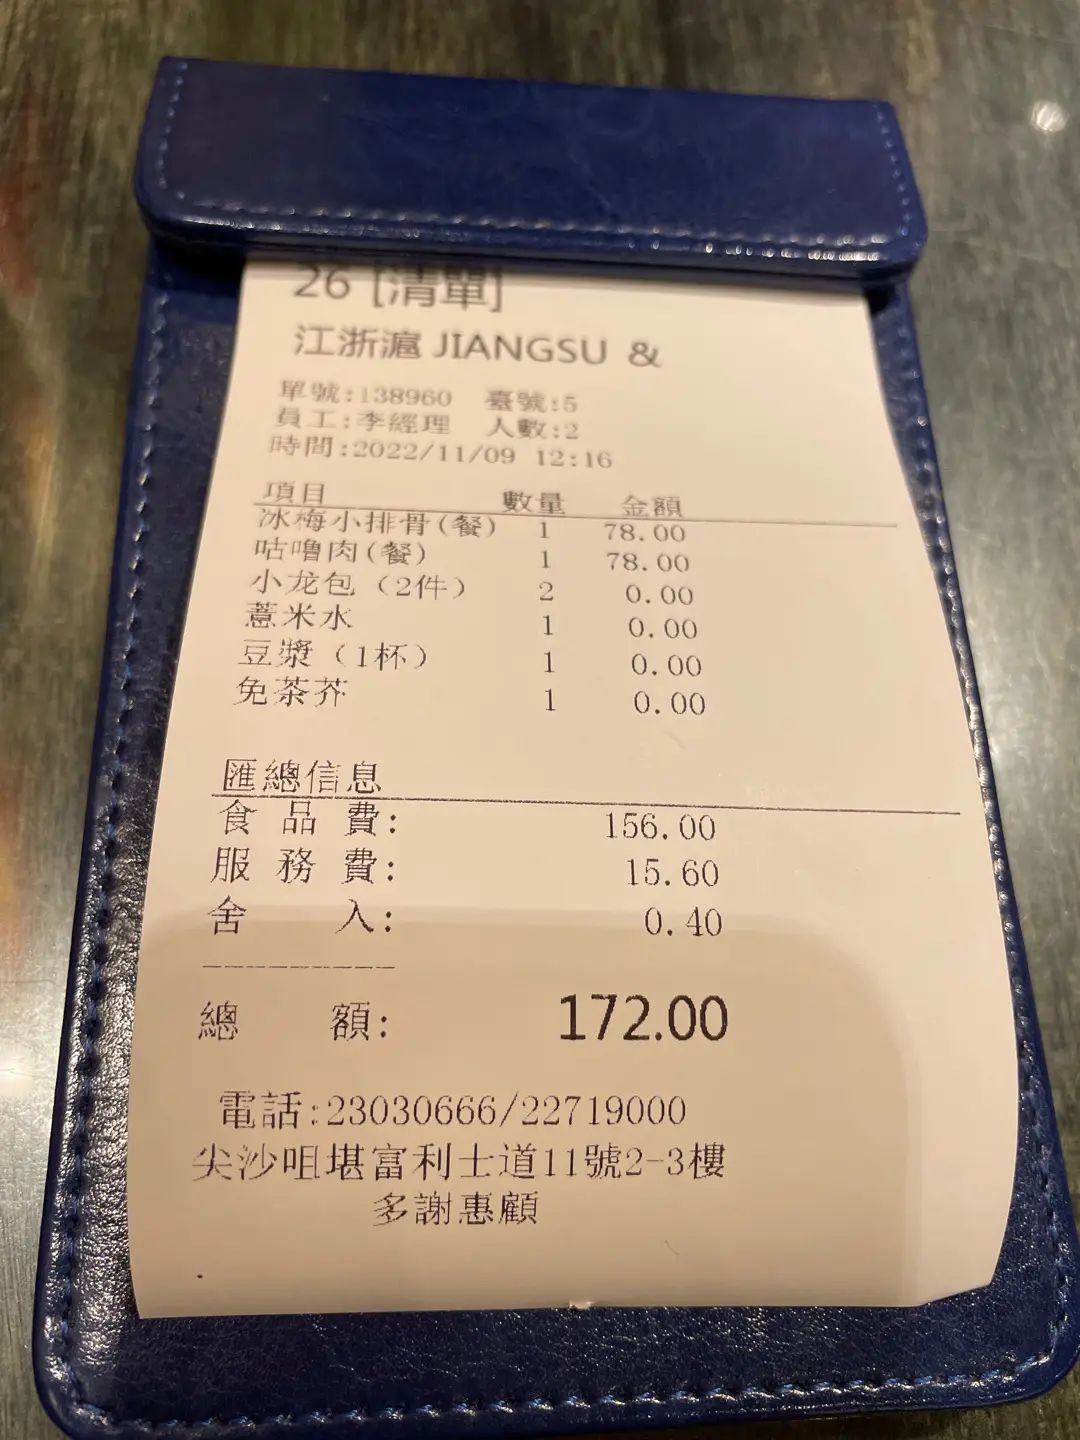 26 [清單]
江浙滬 JIANGSU &
單號:138960 臺號:5
員工:李經理 人數:2
時間:2022/11/09 12:16
項目 數量 金額
冰梅小排骨(餐) 1 78.00
咕嚕肉(餐) 1 78.00
小龙包（2件） 2 0.00
薏米水 1 0.00
豆漿（1杯） 1 0.00
免茶芥 1 0.00
匯總信息
食 品 費: 156.00
服 務 費: 15.60
舍 入: 0.40
總 額: 172.00
電話:23030666/22719000
尖沙咀堪富利士道11號2-3樓
多謝惠顧